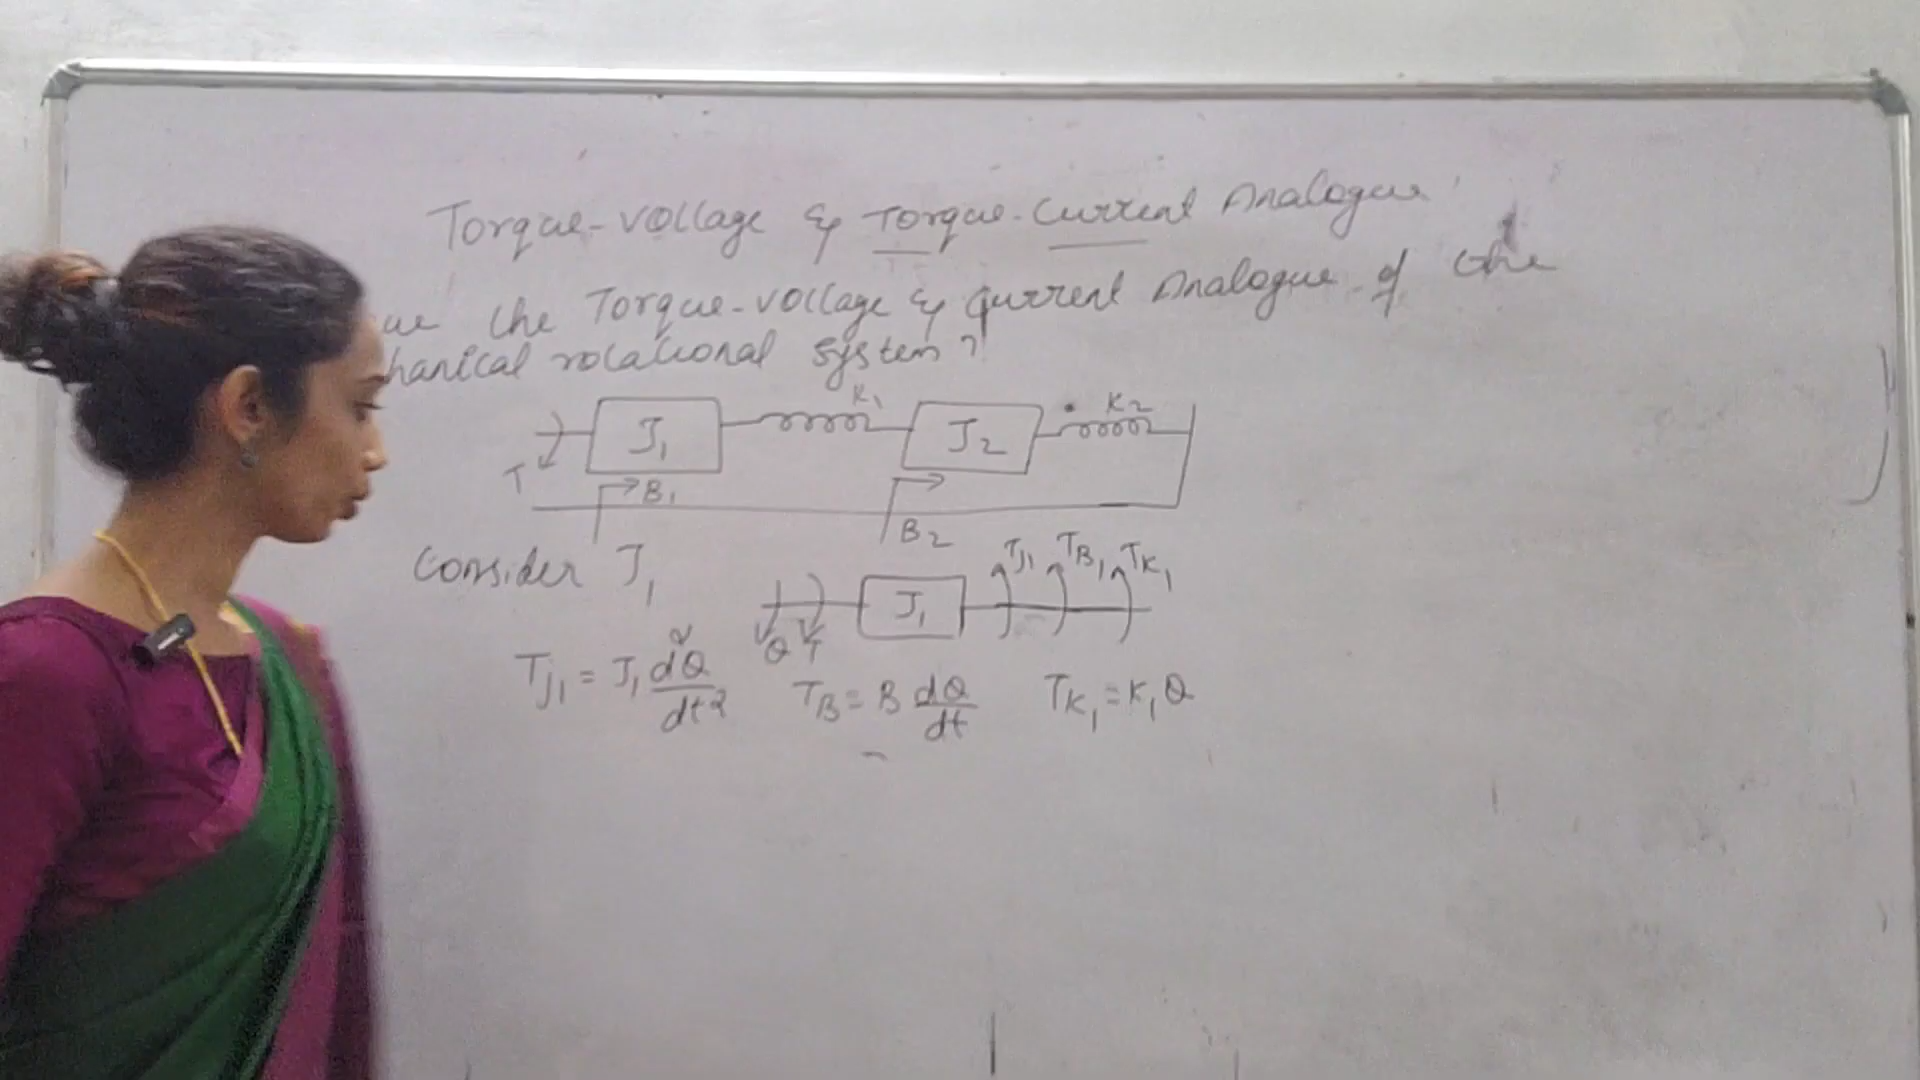 Torque-voltage & Torque-Current Analogue
the Torque-voltage & Current Analogue of the
hanical rotational system?
K1 K2
J1 J2
T B1
B2
Consider J1
TJ1 TB1 TK1
J1
θ T
TJ1 = J1 d²θ/dt² TB = B dθ/dt TK1 = K1 θ